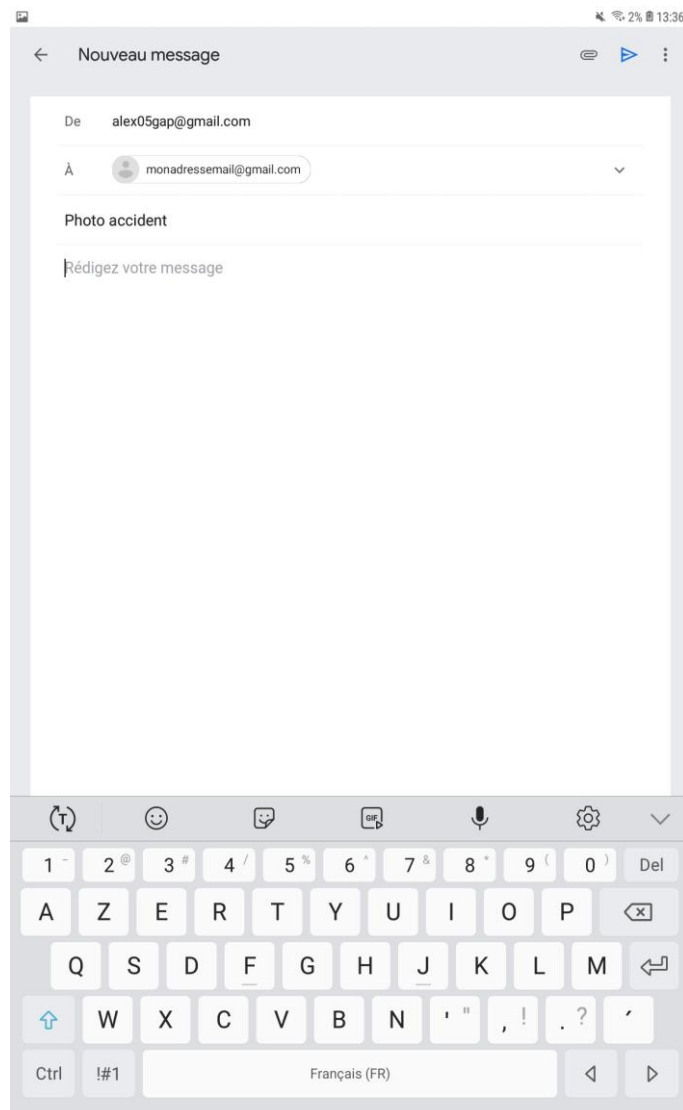 2% 13:36
Nouveau message
De alex05gap@gmail.com
À monadressemail@gmail.com
Photo accident
Rédigez votre message
T GIF
1 - 2 @ 3 # 4 / 5 % 6 ^ 7 & 8 * 9 ( 0 ) Del
A Z E R T Y U I O P
Q S D F G H J K L M
W X C V B N ' " , ! . ? ´
Ctrl !#1 Français (FR)